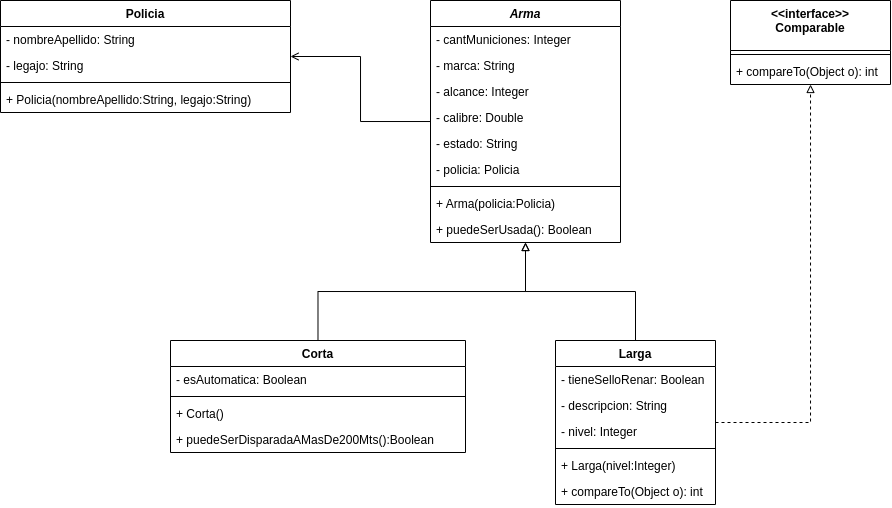 Policia
- nombreApellido: String
- legajo: String
+ Policia(nombreApellido:String, legajo:String)
Arma
- cantMuniciones: Integer
- marca: String
- alcance: Integer
- calibre: Double
- estado: String
- policia: Policia
+ Arma(policia:Policia)
+ puedeSerUsada(): Boolean
<<interface>>
Comparable
+ compareTo(Object o): int
Corta
- esAutomatica: Boolean
+ Corta()
+ puedeSerDisparadaAMasDe200Mts():Boolean
Larga
- tieneSelloRenar: Boolean
- descripcion: String
- nivel: Integer
+ Larga(nivel:Integer)
+ compareTo(Object o): int